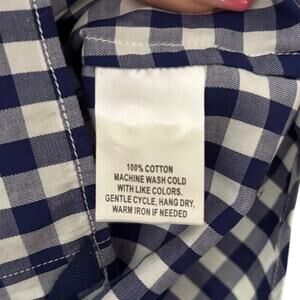 100% COTTON
MACHINE WASH COLD
WITH LIKE COLORS.
GENTLE CYCLE, HANG DRY,
WARM IRON IF NEEDED